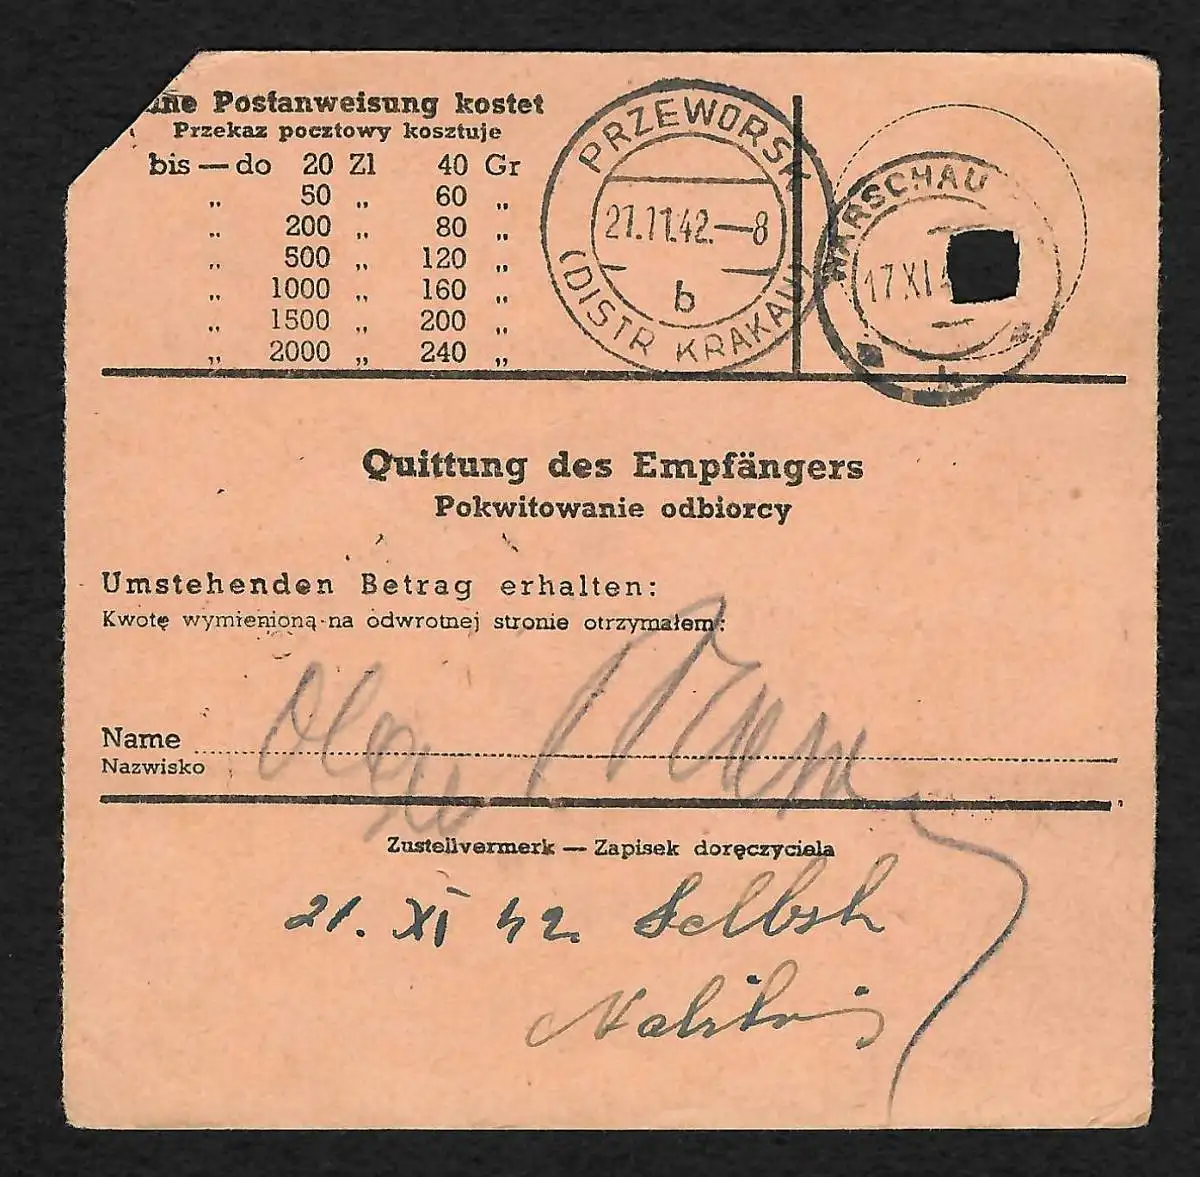 ine Postanweisung kostet
Przekaz pocztowy kosztuje
bis — do 20 Zl 40 Gr
„ 50 „ 60 „
„ 200 „ 80 „
„ 500 „ 120 „
„ 1000 „ 160 „
„ 1500 „ 200 „
„ 2000 „ 240 „
PRZEWORSK
21.11.42.—8
b
(DISTR KRAKAU)
WARSCHAU
17 XI 4
Quittung des Empfängers
Pokwitowanie odbiorcy
Umstehenden Betrag erhalten:
Kwotę wymienioną na odwrotnej stronie otrzymałem:
Name
Nazwisko
Zustellvermerk — Zapisek doręczyciela
21. XI 42. Selbst